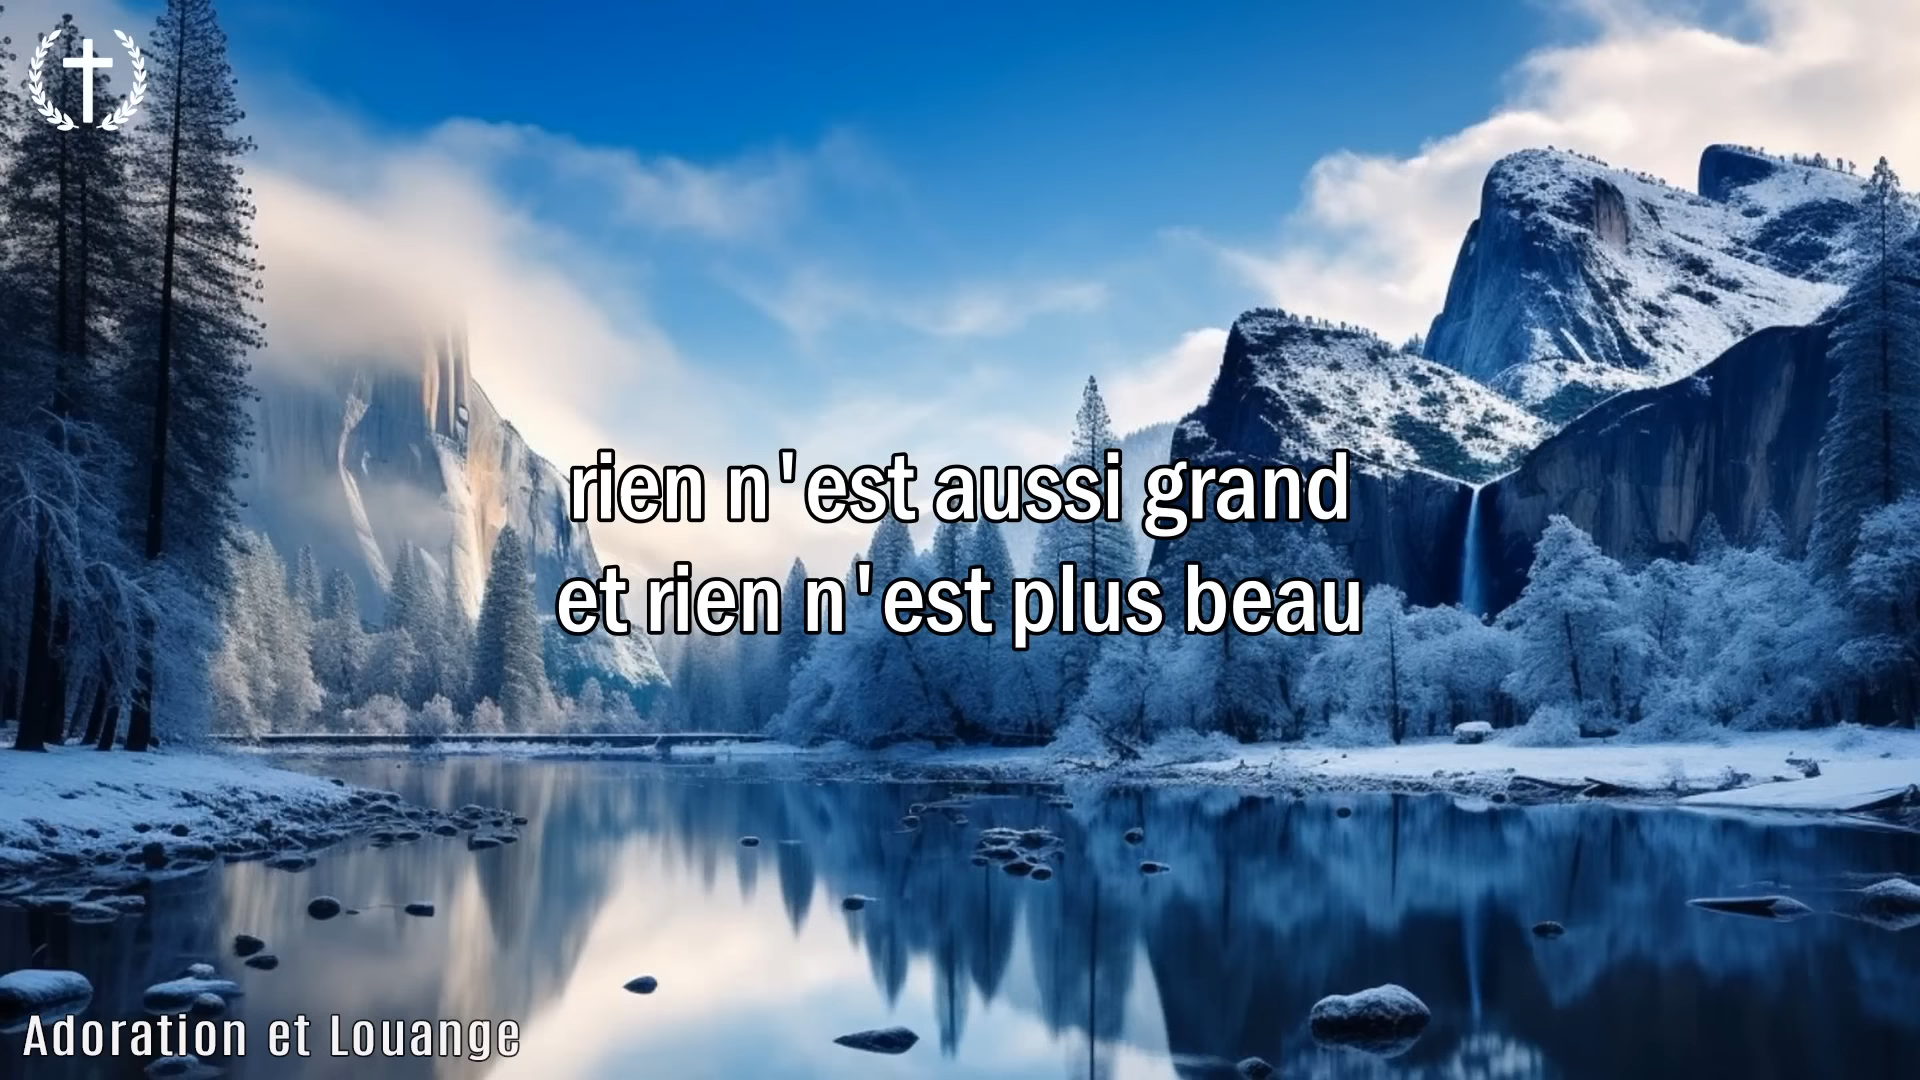 rien n'est aussi grand
et rien n'est plus beau
Adoration et Louange